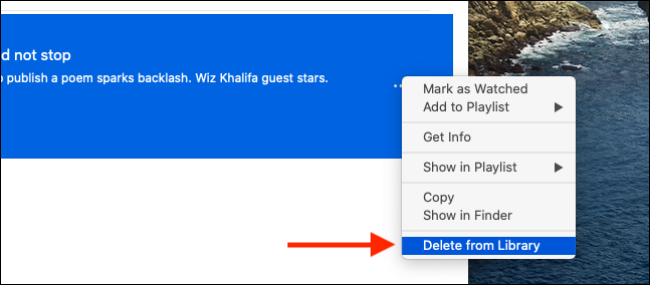 d not stop
publish a poem sparks backlash. Wiz Khalifa guest stars.
Mark as Watched
Add to Playlist
Get Info
Show in Playlist
Copy
Show in Finder
Delete from Library